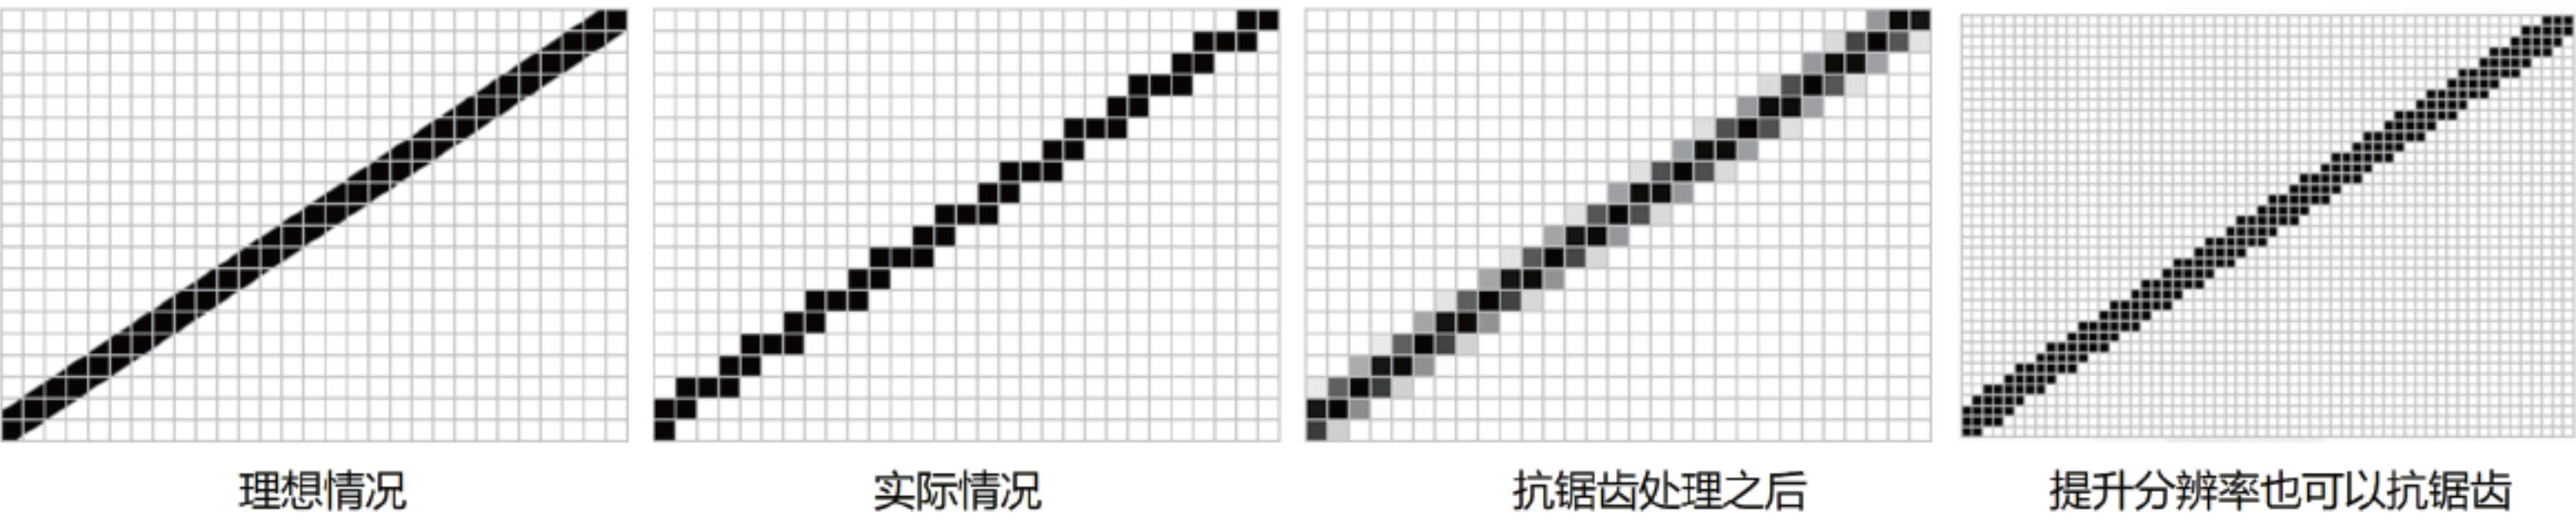 理想情况
实际情况
抗锯齿处理之后
提升分辨率也可以抗锯齿